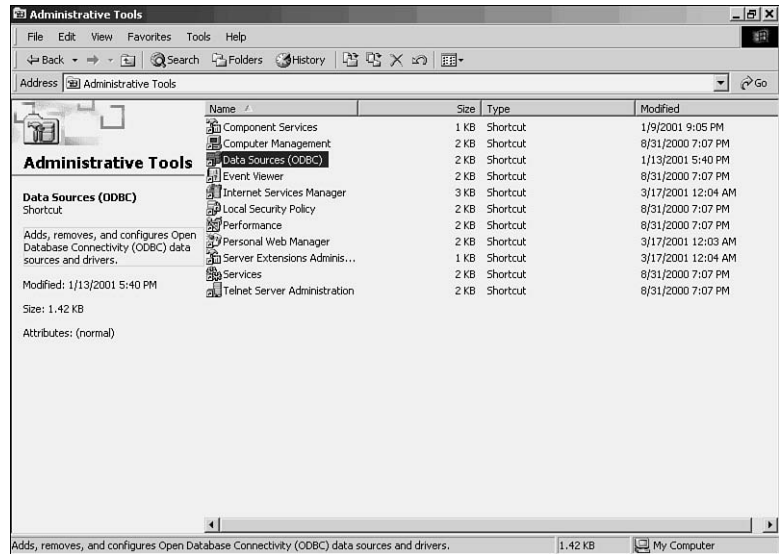 Administrative Tools
File Edit View Favorites Tools Help
Back Search Folders History
Address Administrative Tools Go
Administrative Tools
Data Sources (ODBC)
Shortcut
Adds, removes, and configures Open
Database Connectivity (ODBC) data
sources and drivers.
Modified: 1/13/2001 5:40 PM
Size: 1.42 KB
Attributes: (normal)
Name Size Type Modified
Component Services 1 KB Shortcut 1/9/2001 9:05 PM
Computer Management 2 KB Shortcut 8/31/2000 7:07 PM
Data Sources (ODBC) 2 KB Shortcut 1/13/2001 5:40 PM
Event Viewer 2 KB Shortcut 8/31/2000 7:07 PM
Internet Services Manager 3 KB Shortcut 3/17/2001 12:04 AM
Local Security Policy 2 KB Shortcut 8/31/2000 7:07 PM
Performance 2 KB Shortcut 8/31/2000 7:07 PM
Personal Web Manager 2 KB Shortcut 3/17/2001 12:03 AM
Server Extensions Adminis... 1 KB Shortcut 3/17/2001 12:04 AM
Services 2 KB Shortcut 8/31/2000 7:07 PM
Telnet Server Administration 2 KB Shortcut 8/31/2000 7:07 PM
Adds, removes, and configures Open Database Connectivity (ODBC) data sources and drivers. 1.42 KB My Computer